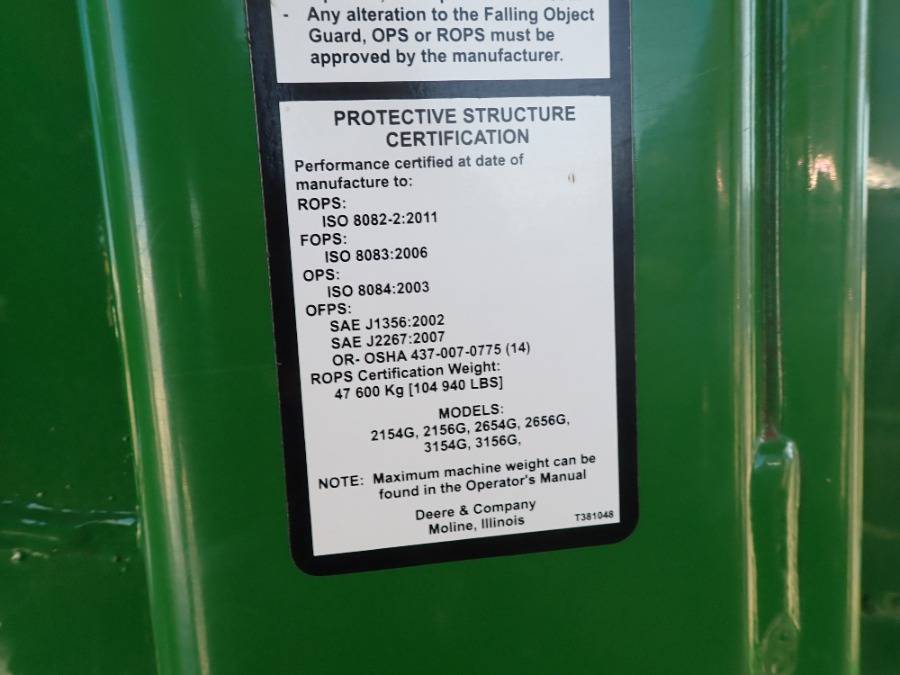 - Any alteration to the Falling Object
Guard, OPS or ROPS must be
approved by the manufacturer.
PROTECTIVE STRUCTURE
CERTIFICATION
Performance certified at date of
manufacture to:
ROPS:
ISO 8082-2:2011
FOPS:
ISO 8083:2006
OPS:
ISO 8084:2003
OFPS:
SAE J1356:2002
SAE J2267:2007
OR- OSHA 437-007-0775 (14)
ROPS Certification Weight:
47 600 Kg [104 940 LBS]
MODELS:
2154G, 2156G, 2654G, 2656G,
3154G, 3156G,
NOTE: Maximum machine weight can be
found in the Operator's Manual
Deere & Company
Moline, Illinois
T381048